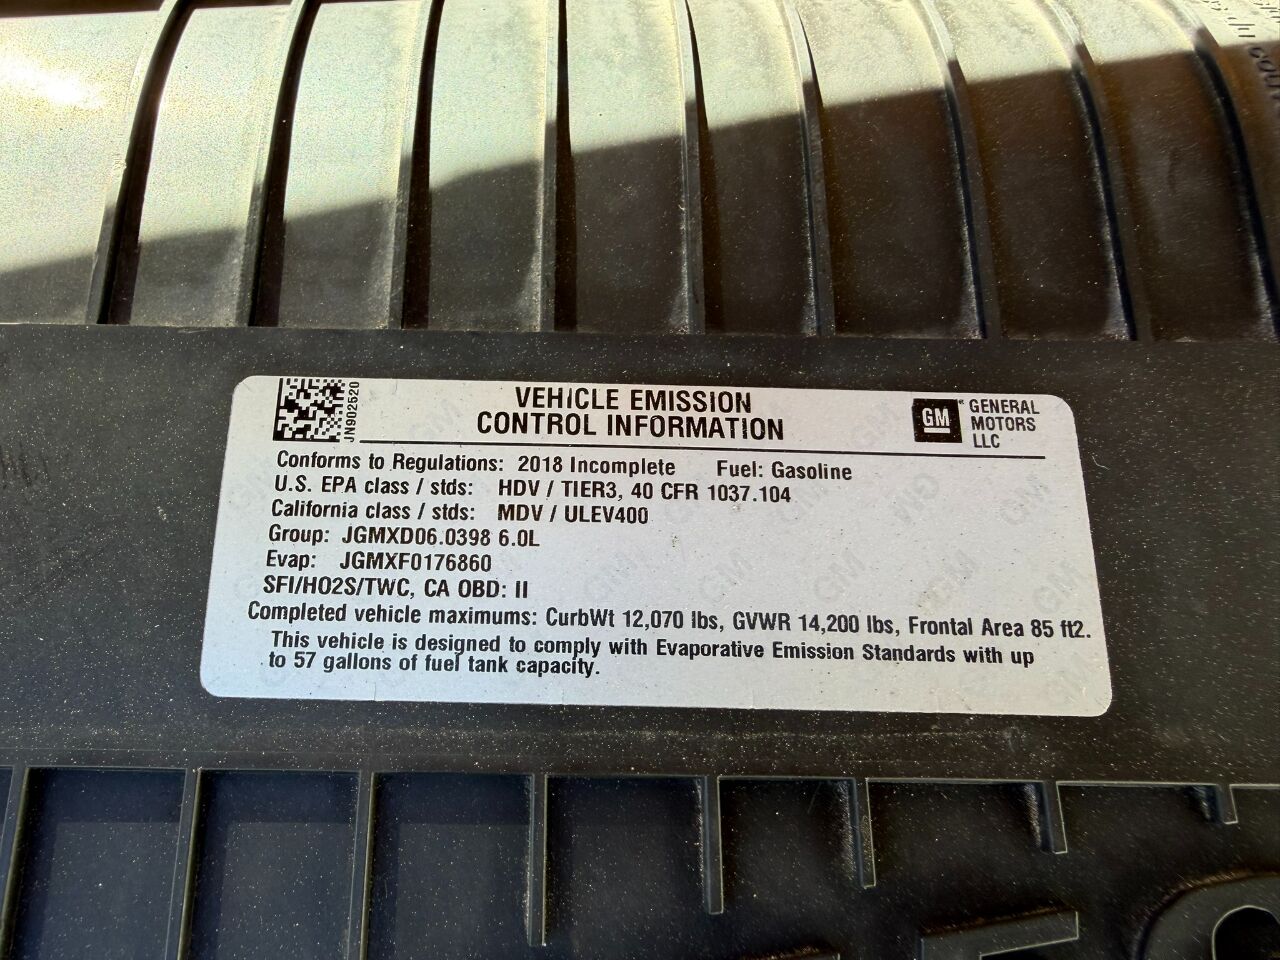 JN902520
VEHICLE EMISSION
CONTROL INFORMATION
GM
GENERAL
MOTORS
LLC
Conforms to Regulations: 2018 Incomplete Fuel: Gasoline
U.S. EPA class / stds: HDV / TIER3, 40 CFR 1037.104
California class / stds: MDV / ULEV400
Group: JGMXD06.0398 6.0L
Evap: JGMXF0176860
SFI/HO2S/TWC, CA OBD: II
Completed vehicle maximums: CurbWt 12,070 lbs, GVWR 14,200 lbs, Frontal Area 85 ft2.
This vehicle is designed to comply with Evaporative Emission Standards with up
to 57 gallons of fuel tank capacity.